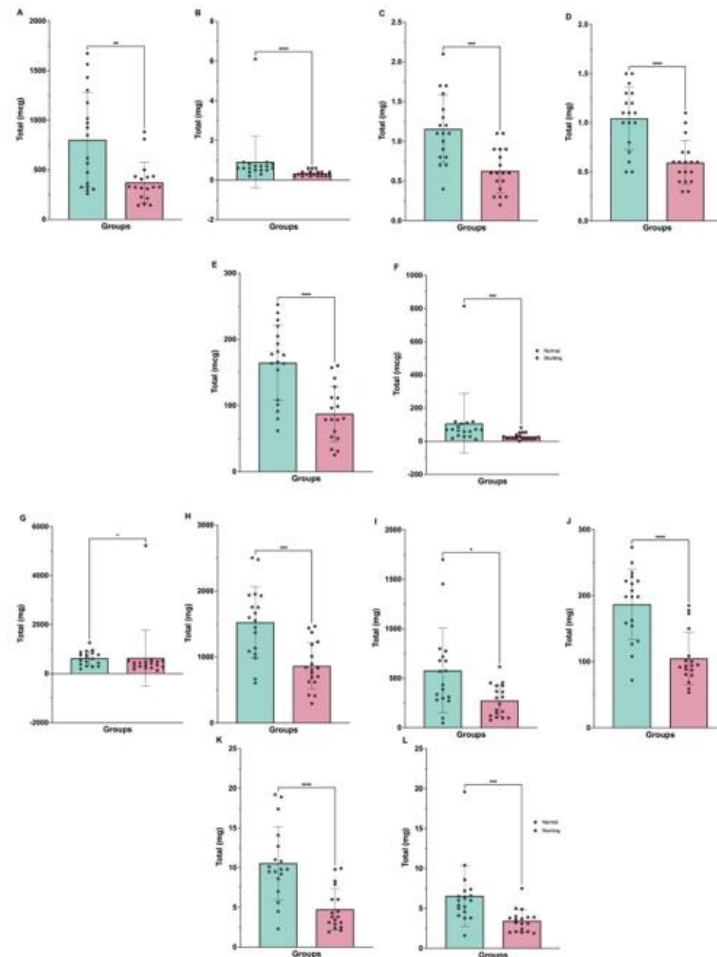 A
**
Total (mcg)
2000
1500
1000
500
0
Groups
B
****
Total (mg)
8
6
4
2
0
-2
Groups
C
***
Total (mg)
2.5
2.0
1.5
1.0
0.5
0.0
Groups
D
****
Total (mg)
2.0
1.5
1.0
0.5
0.0
Groups
E
****
Total (mcg)
300
200
100
0
Groups
F
***
Total (mcg)
1000
800
600
400
200
0
-200
Groups
Normal
Stunting
G
**
Total (mg)
6000
4000
2000
0
-2000
Groups
H
***
Total (mg)
3000
2000
1000
0
Groups
I
*
Total (mg)
2000
1500
1000
500
0
Groups
J
****
Total (mg)
300
200
100
0
Groups
K
****
Total (mg)
25
20
15
10
5
0
Groups
L
***
Total (mg)
25
20
15
10
5
0
Groups
Normal
Stunting